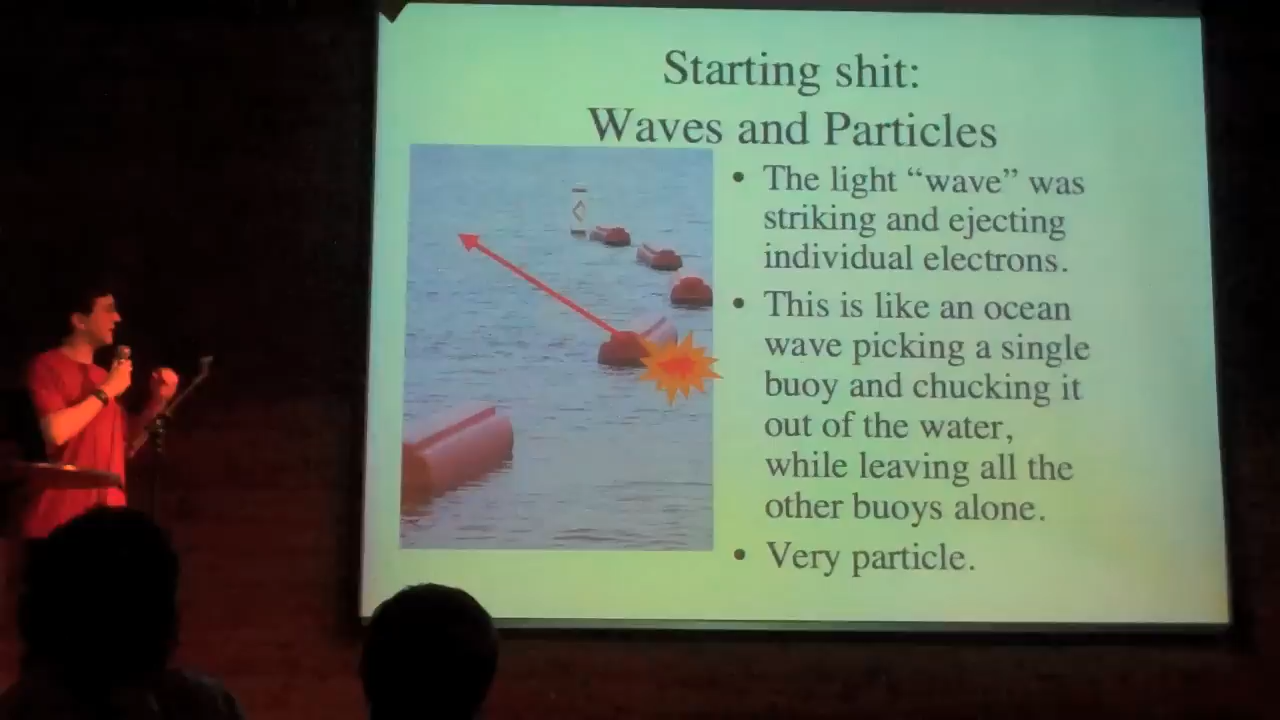 Starting shit:
Waves and Particles
• The light “wave” was
striking and ejecting
individual electrons.
• This is like an ocean
wave picking a single
buoy and chucking it
out of the water,
while leaving all the
other buoys alone.
• Very particle.